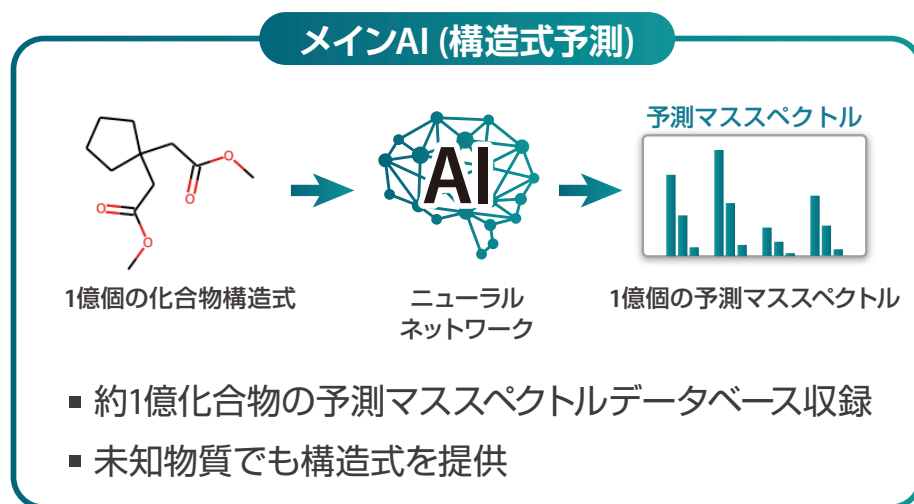 メインAI (構造式予測)
予測マススペクトル
O
O
O
O
AI
1億個の化合物構造式
ニューラル
ネットワーク
1億個の予測マススペクトル
▪ 約1億化合物の予測マススペクトルデータベース収録
▪ 未知物質でも構造式を提供